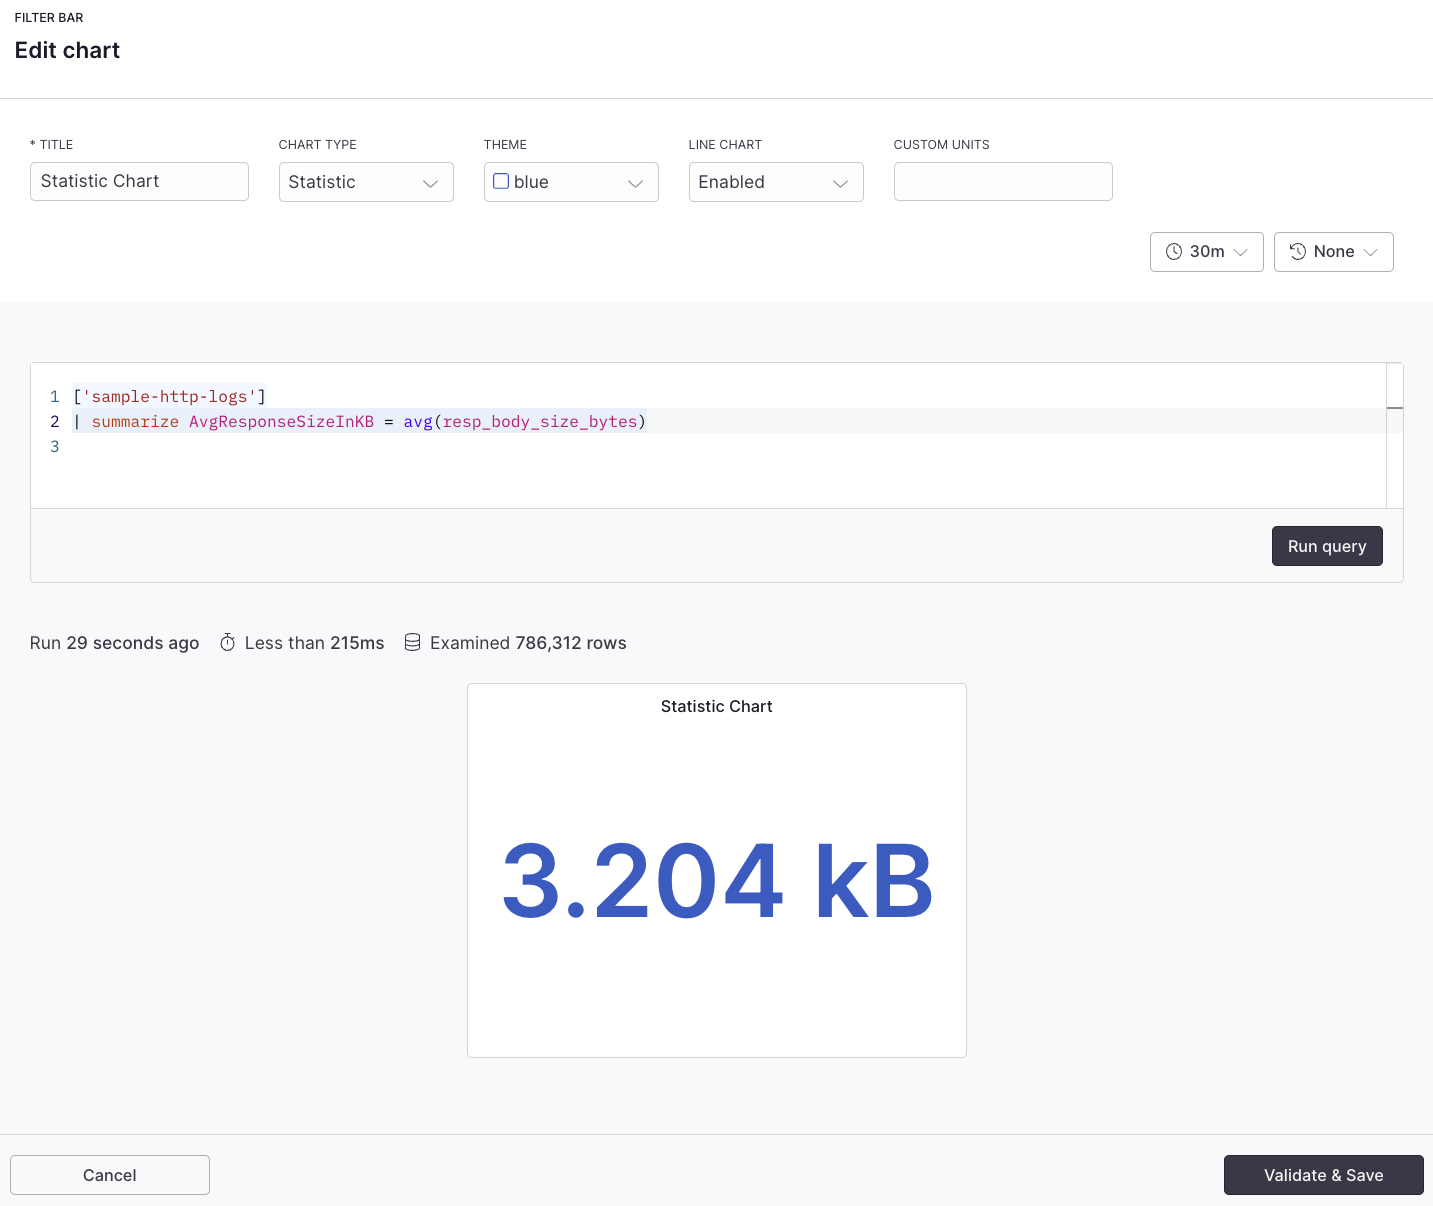 FILTER BAR
Edit chart
* TITLE
CHART TYPE
THEME
LINE CHART
CUSTOM UNITS
Statistic Chart
Statistic
blue
Enabled
30m
None
1 ['sample-http-logs']
2 | summarize AvgResponseSizeInKB = avg(resp_body_size_bytes)
3
Run query
Run 29 seconds ago Less than 215ms Examined 786,312 rows
Statistic Chart
3.204 kB
Cancel
Validate & Save